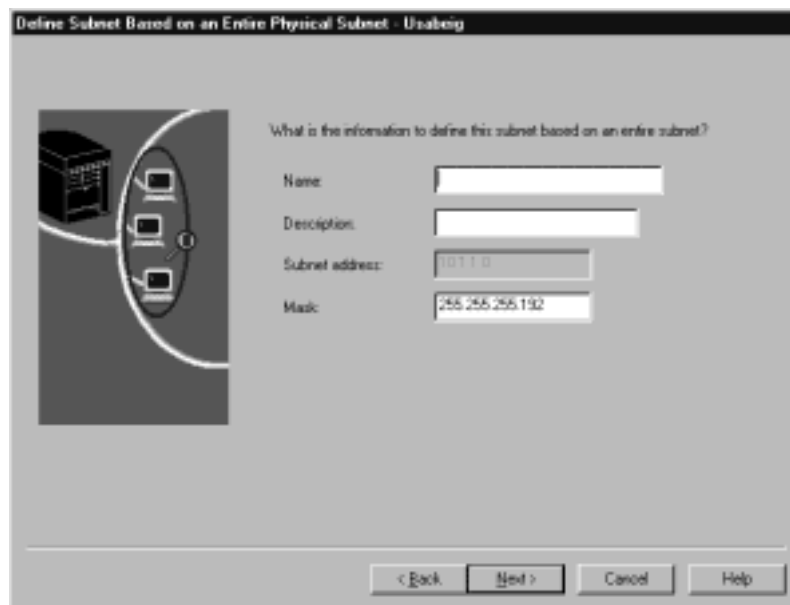 Define Subnet Based on an Entire Physical Subnet - Usabeig
What is the information to define this subnet based on an entire subnet?
Name:
Description:
Subnet address:
10.1.1.0
Mask:
255.255.255.192
< Back
Next >
Cancel
Help